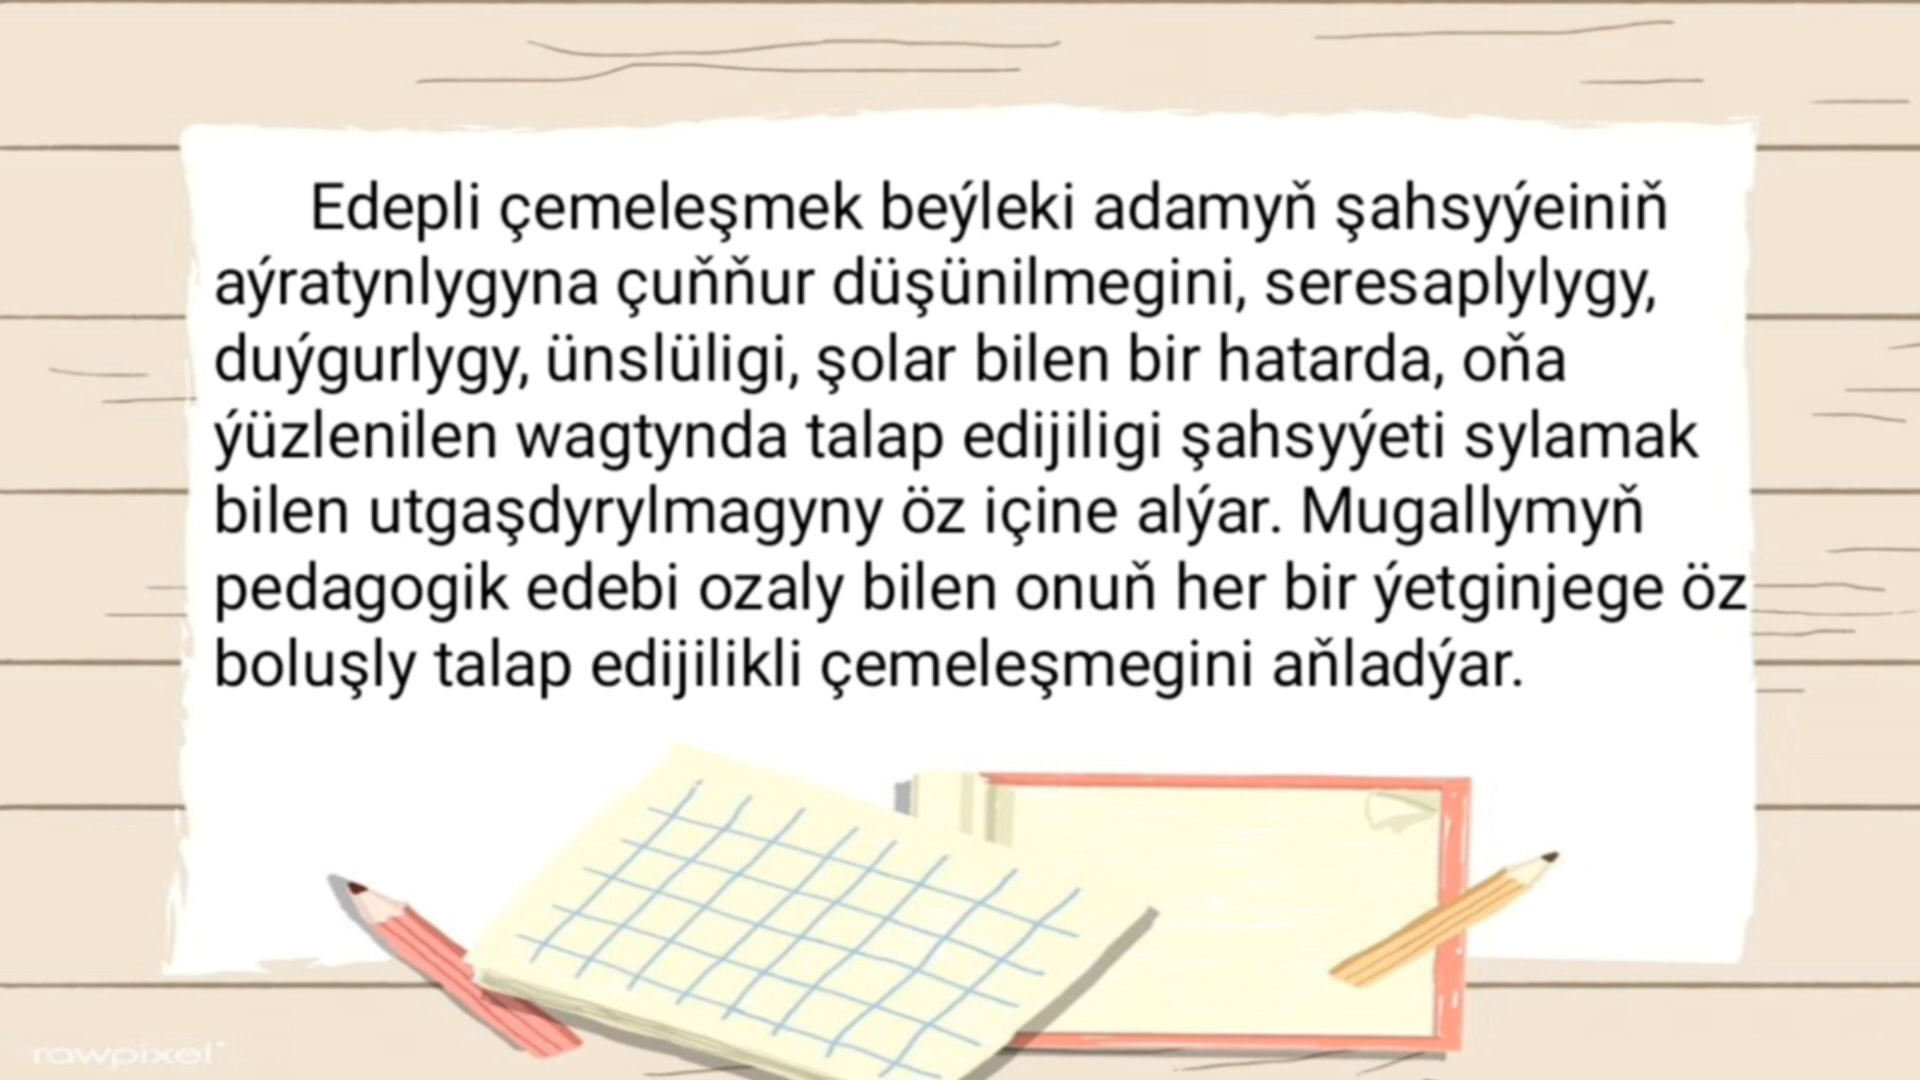 Edepli çemeleşmek beýleki adamyň şahsyýeiniň
aýratynlygyna çuňňur düşünilmegini, seresaplylygy,
duýgurlygy, ünslüligi, şolar bilen bir hatarda, oňa
ýüzlenilen wagtynda talap edijiligi şahsyýeti sylamak
bilen utgaşdyrylmagyny öz içine alýar. Mugallymyň
pedagogik edebi ozaly bilen onuň her bir ýetginjege öz
boluşly talap edijilikli çemeleşmegini aňladýar.
rawpixel